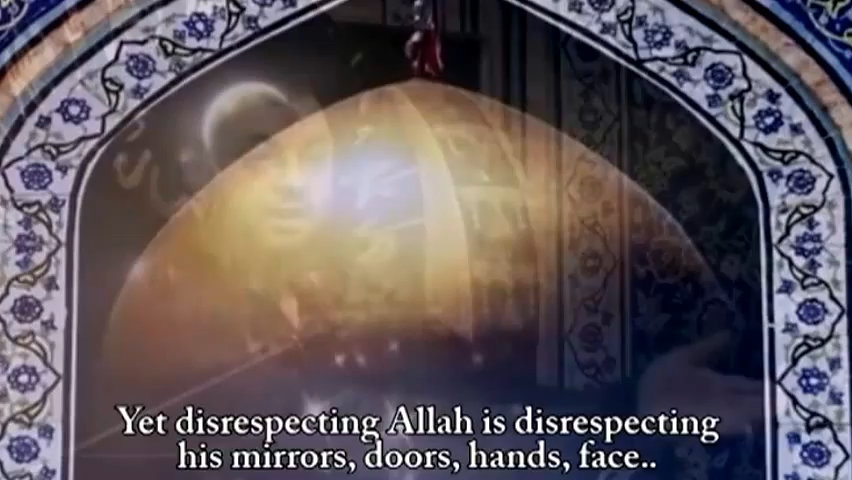 Yet disrespecting Allah is disrespecting
his mirrors, doors, hands, face..